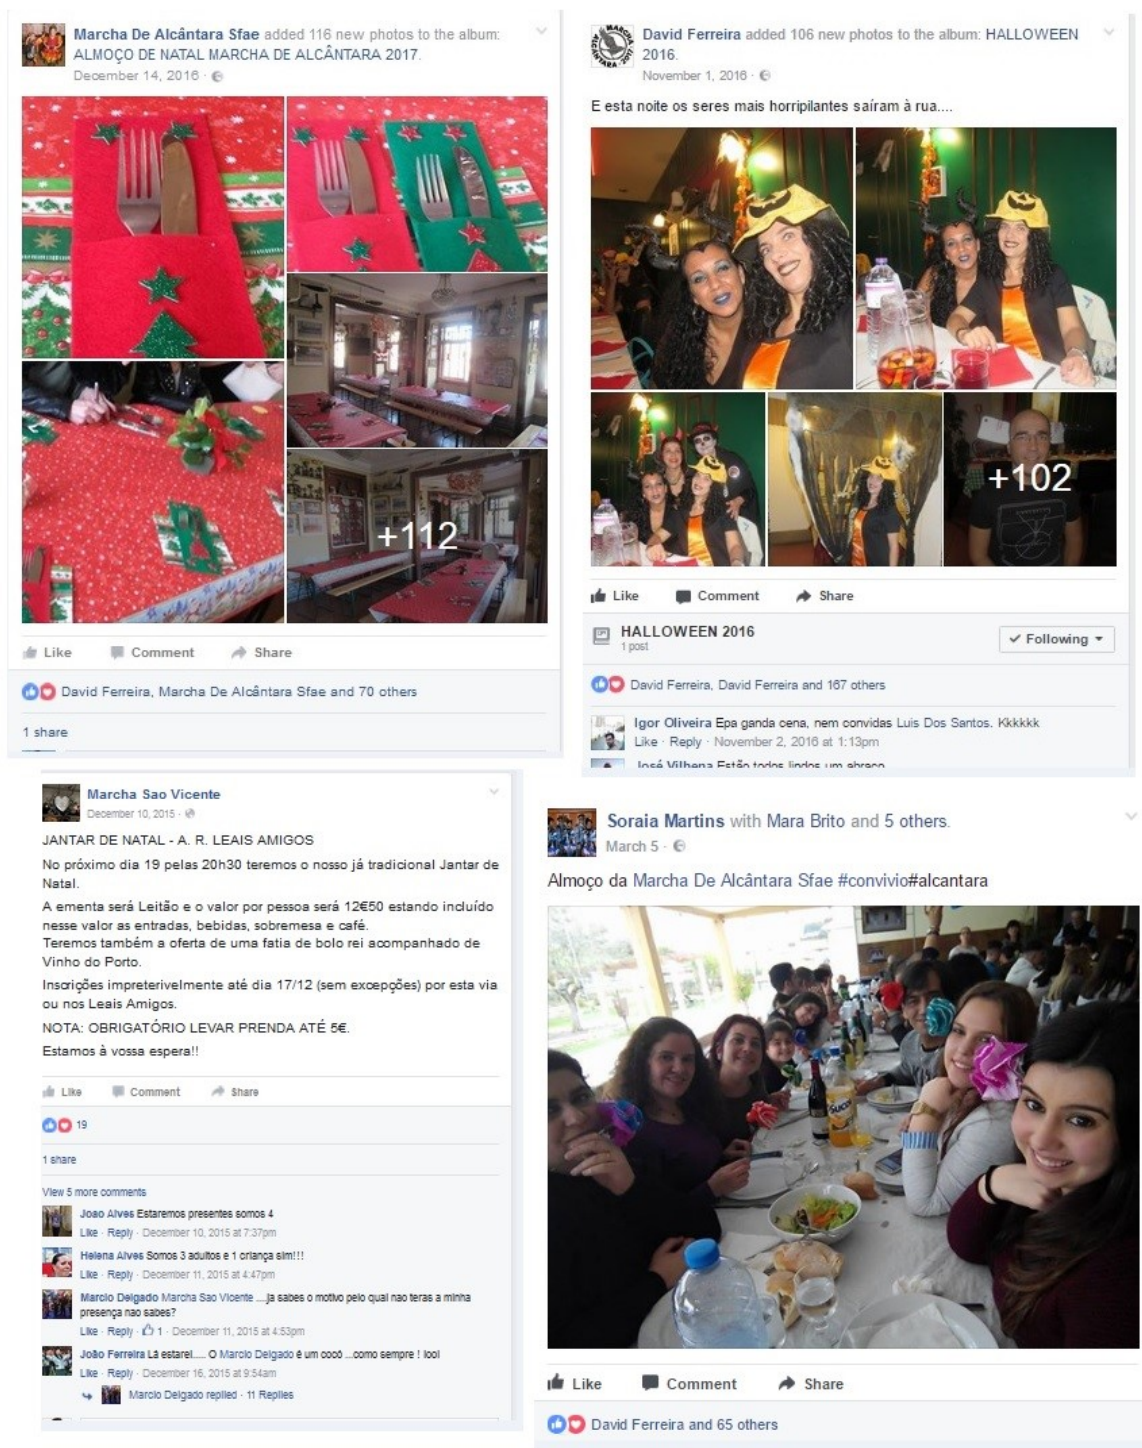 Marcha De Alcântara Sfae added 116 new photos to the album:
ALMOÇO DE NATAL MARCHA DE ALCÂNTARA 2017.
December 14, 2016 ·
+112
Like Comment Share
David Ferreira, Marcha De Alcântara Sfae and 70 others
1 share
David Ferreira added 106 new photos to the album: HALLOWEEN
2016.
November 1, 2016 ·
E esta noite os seres mais horripilantes saíram à rua....
+102
Like Comment Share
HALLOWEEN 2016
1 post
Following
David Ferreira, David Ferreira and 167 others
Igor Oliveira Epa ganda cena, nem convidas Luis Dos Santos. Kkkkkk
Like · Reply · November 2, 2016 at 1:13pm
José Vilhena Estão todos lindos um abraço
Marcha Sao Vicente
December 10, 2015 ·
JANTAR DE NATAL - A. R. LEAIS AMIGOS
No próximo dia 19 pelas 20h30 teremos o nosso já tradicional Jantar de
Natal.
A ementa será Leitão e o valor por pessoa será 12€50 estando incluído
nesse valor as entradas, bebidas, sobremesa e café.
Teremos também a oferta de uma fatia de bolo rei acompanhado de
Vinho do Porto.
Inscrições impreterivelmente até dia 17/12 (sem excepções) por esta via
ou nos Leais Amigos.
NOTA: OBRIGATÓRIO LEVAR PRENDA ATÉ 5€.
Estamos à vossa espera!!
Like Comment Share
19
1 share
View 5 more comments
Joao Alves Estaremos presentes somos 4
Like · Reply · December 10, 2015 at 7:37pm
Helena Alves Somos 3 adultos e 1 criança sim!!!
Like · Reply · December 11, 2015 at 4:47pm
Marcio Delgado Marcha Sao Vicente ....ja sabes o motivo pelo qual nao teras a minha
presença nao sabes?
Like · Reply · 1 · December 11, 2015 at 4:53pm
João Ferreira Lá estarei..... O Marcio Delgado é um cocó ...como sempre ! lool
Like · Reply · December 16, 2015 at 9:54am
Marcio Delgado replied · 11 Replies
Soraia Martins with Mara Brito and 5 others.
March 5 ·
Almoço da Marcha De Alcântara Sfae #convivio#alcantara
Like Comment Share
David Ferreira and 65 others